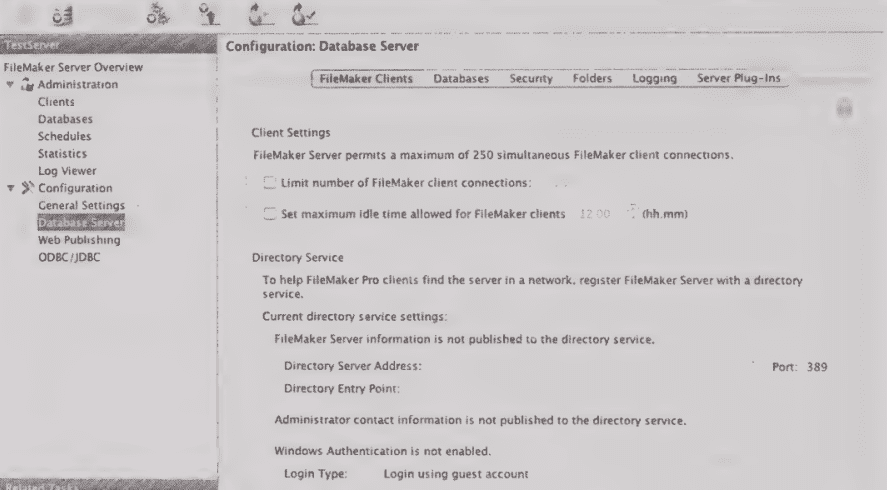 TestServer
FileMaker Server Overview
Administration
Clients
Databases
Schedules
Statistics
Log Viewer
Configuration
General Settings
Database Server
Web Publishing
ODBC/JDBC
Related Tasks
Configuration: Database Server
FileMaker Clients Databases Security Folders Logging Server Plug-Ins
Client Settings
FileMaker Server permits a maximum of 250 simultaneous FileMaker client connections.
Limit number of FileMaker client connections:
Set maximum idle time allowed for FileMaker clients 12:00 (hh.mm)
Directory Service
To help FileMaker Pro clients find the server in a network, register FileMaker Server with a directory
service.
Current directory service settings:
FileMaker Server information is not published to the directory service.
Directory Server Address: Port: 389
Directory Entry Point:
Administrator contact information is not published to the directory service.
Windows Authentication is not enabled.
Login Type: Login using guest account